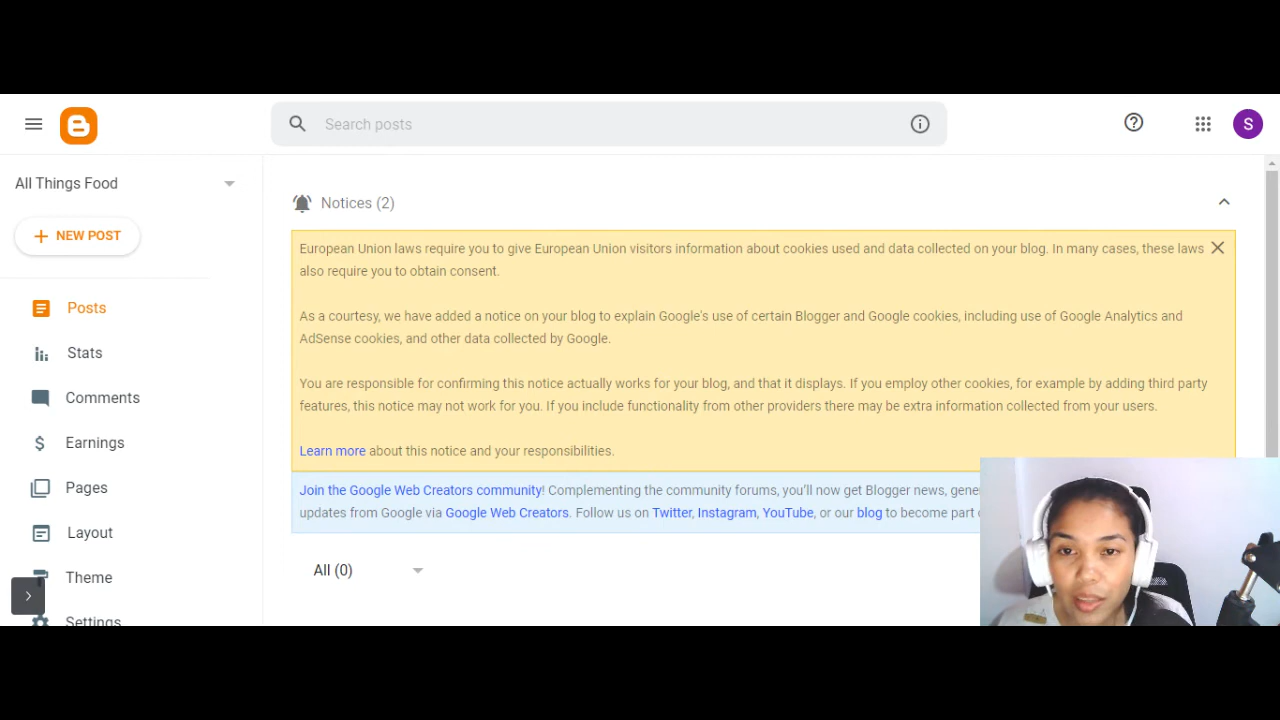 Search posts
S
All Things Food
Notices (2)
NEW POST
European Union laws require you to give European Union visitors information about cookies used and data collected on your blog. In many cases, these laws
also require you to obtain consent.
As a courtesy, we have added a notice on your blog to explain Google's use of certain Blogger and Google cookies, including use of Google Analytics and
AdSense cookies, and other data collected by Google.
You are responsible for confirming this notice actually works for your blog, and that it displays. If you employ other cookies, for example by adding third party
features, this notice may not work for you. If you include functionality from other providers there may be extra information collected from your users.
Learn more about this notice and your responsibilities.
Join the Google Web Creators community! Complementing the community forums, you'll now get Blogger news, gene
updates from Google via Google Web Creators. Follow us on Twitter, Instagram, YouTube, or our blog to become part
All (0)
Posts
Stats
Comments
Earnings
Pages
Layout
Theme
Settings